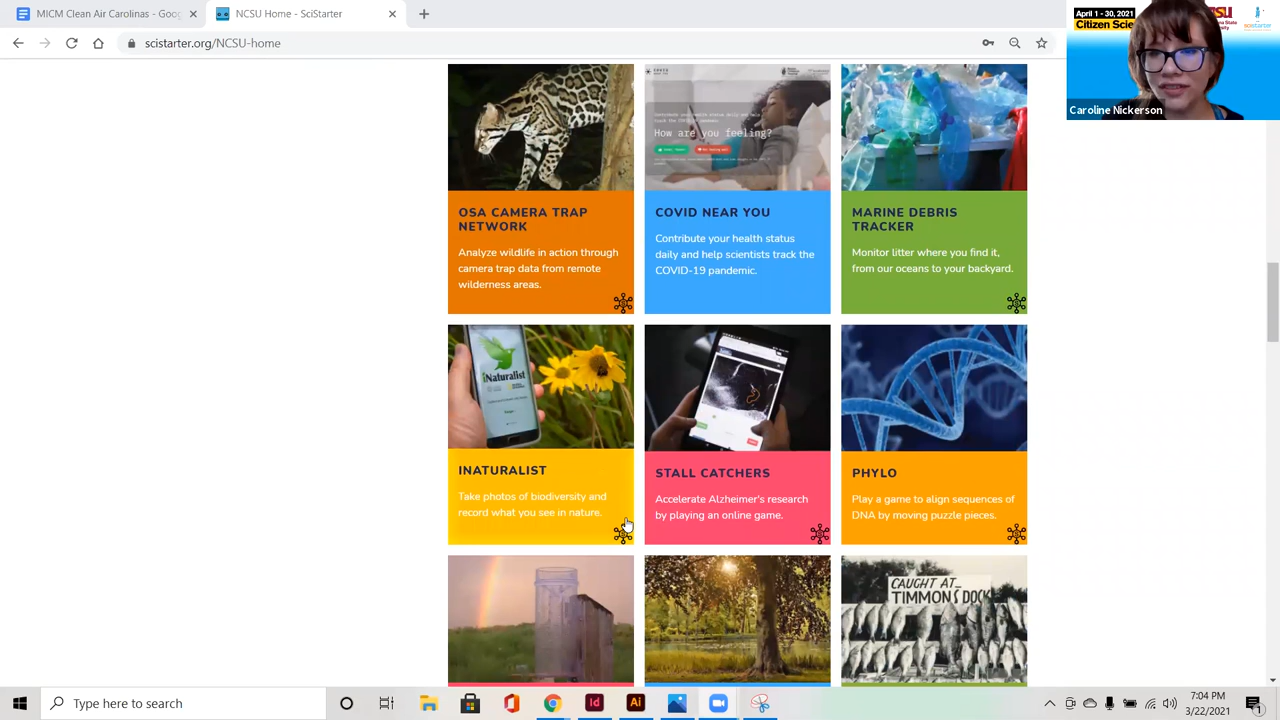 MICM Clean Air Carolinas - Goo
NCSU Home - SciStarter
scistarter.org/NCSU-home
April 1 - 30, 2021
Citizen Scie
Caroline Nickerson
How are you feeling?
OSA CAMERA TRAP
NETWORK
Analyze wildlife in action through
camera trap data from remote
wilderness areas.
COVID NEAR YOU
Contribute your health status
daily and help scientists track the
COVID-19 pandemic.
MARINE DEBRIS
TRACKER
Monitor litter where you find it,
from our oceans to your backyard.
iNaturalist
INATURALIST
Take photos of biodiversity and
record what you see in nature.
STALL CATCHERS
Accelerate Alzheimer's research
by playing an online game.
PHYLO
Play a game to align sequences of
DNA by moving puzzle pieces.
CAUGHT AT
TIMMONS DOCK
Type here to search
Id
Ai
7:04 PM
3/22/2021
1